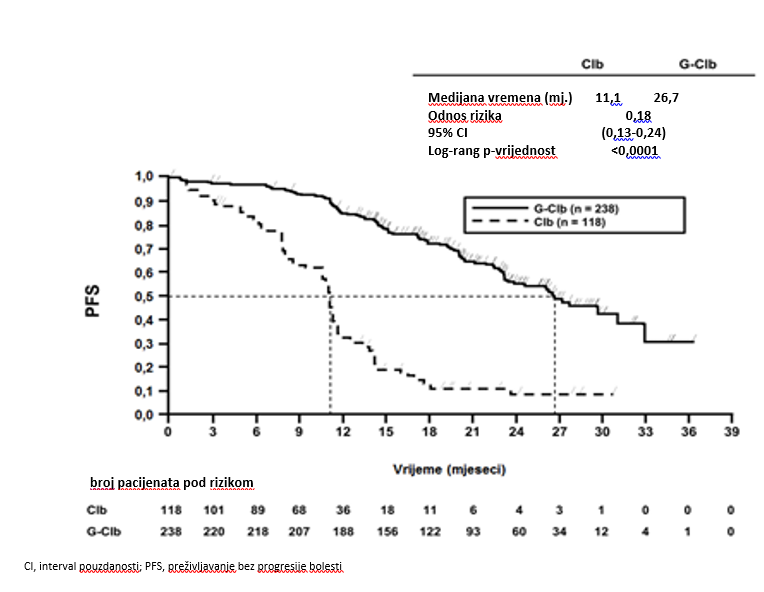 Clb G-Clb
Medijana vremena (mj.) 11,1 26,7
Odnos rizika 0,18
95% CI (0,13-0,24)
Log-rang p-vrijednost <0,0001
G-Clb (n = 238)
Clb (n = 118)
PFS
1,0
0,9
0,8
0,7
0,6
0,5
0,4
0,3
0,2
0,1
0,0
0 3 6 9 12 15 18 21 24 27 30 33 36 39
Vrijeme (mjeseci)
broj pacijenata pod rizikom
Clb 118 101 89 68 36 18 11 6 4 3 1 0 0 0
G-Clb 238 220 218 207 188 156 122 93 60 34 12 4 1 0
CI, interval pouzdanosti; PFS, preživljavanje bez progresije bolesti